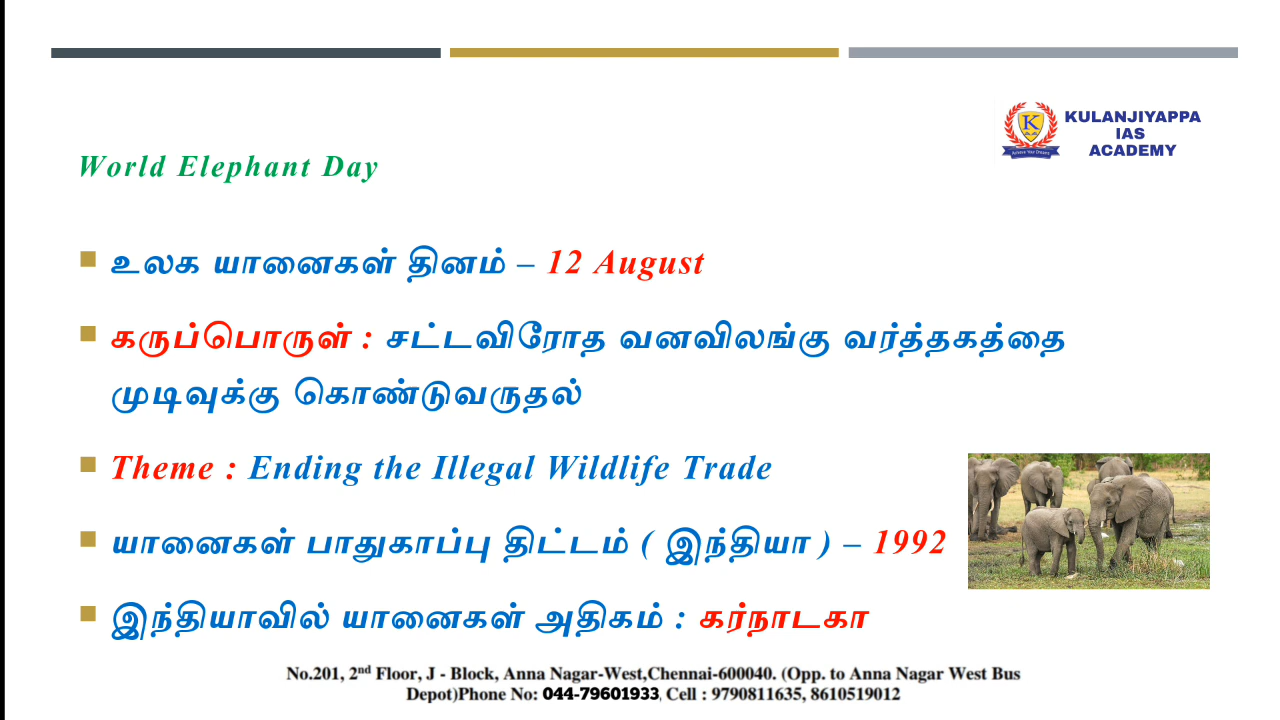 KULANJIYAPPA
IAS
ACADEMY
World Elephant Day
உலக யானைகள் தினம் – 12 August
கருப்பொருள் : சட்டவிரோத வனவிலங்கு வர்த்தகத்தை
முடிவுக்கு கொண்டுவருதல்
Theme : Ending the Illegal Wildlife Trade
யானைகள் பாதுகாப்பு திட்டம் ( இந்தியா ) – 1992
இந்தியாவில் யானைகள் அதிகம் : கர்நாடகா
No.201, 2nd Floor, J - Block, Anna Nagar-West,Chennai-600040. (Opp. to Anna Nagar West Bus
Depot)Phone No: 044-79601933, Cell : 9790811635, 8610519012